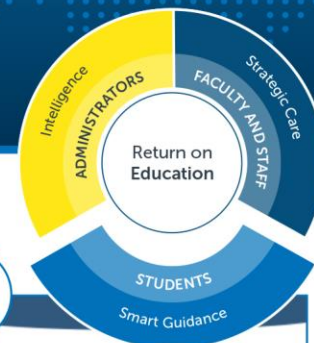 Intelligence
ADMINISTRATORS
Strategic Care
FACULTY AND STAFF
Return on
Education
STUDENTS
Smart Guidance